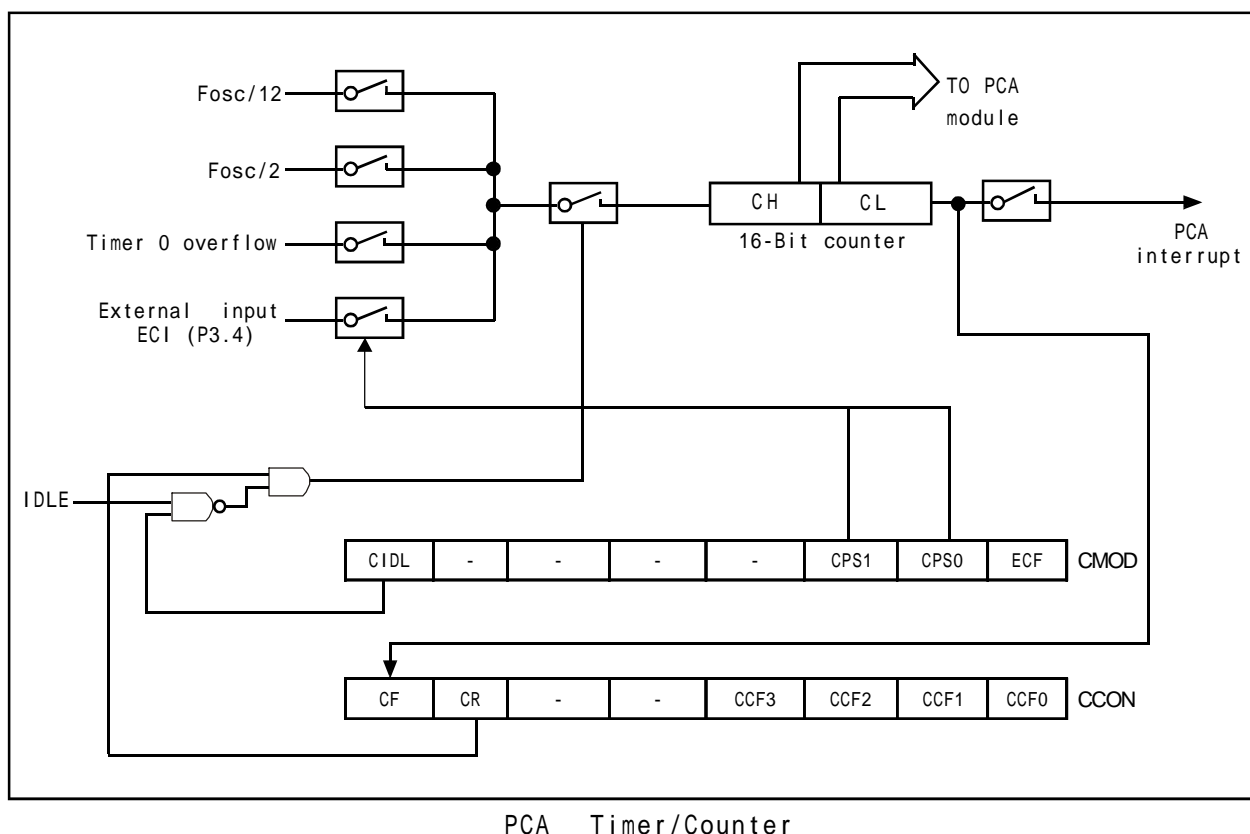 Fosc/12
Fosc/2
Timer 0 overflow
External input
ECI (P3.4)
TO PCA
module
CH CL
16-Bit counter
PCA
interrupt
IDLE
CIDL - - - - CPS1 CPS0 ECF CMOD
CF CR - - CCF3 CCF2 CCF1 CCF0 CCON
PCA Timer/Counter